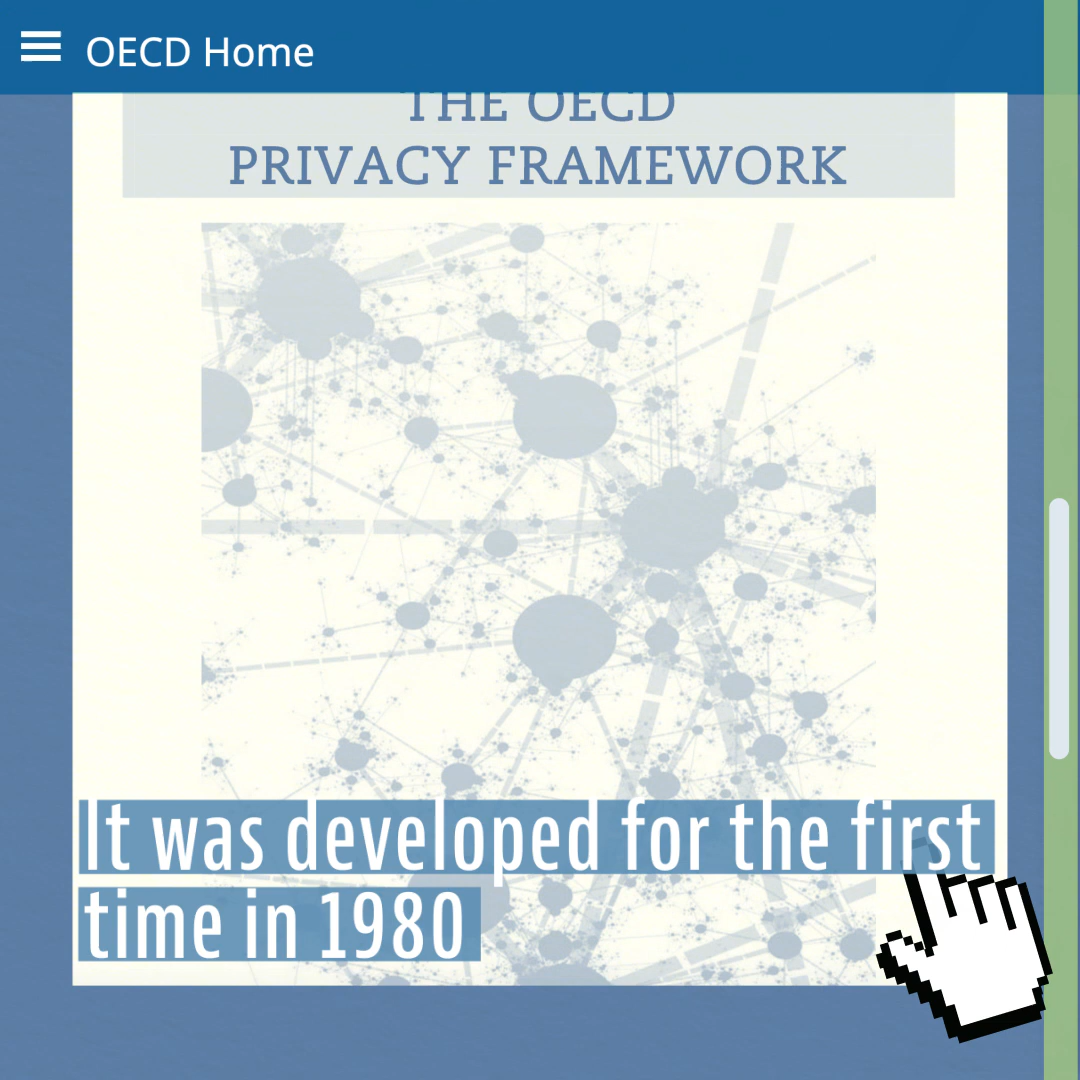 OECD Home
THE OECD
PRIVACY FRAMEWORK
It was developed for the first
time in 1980